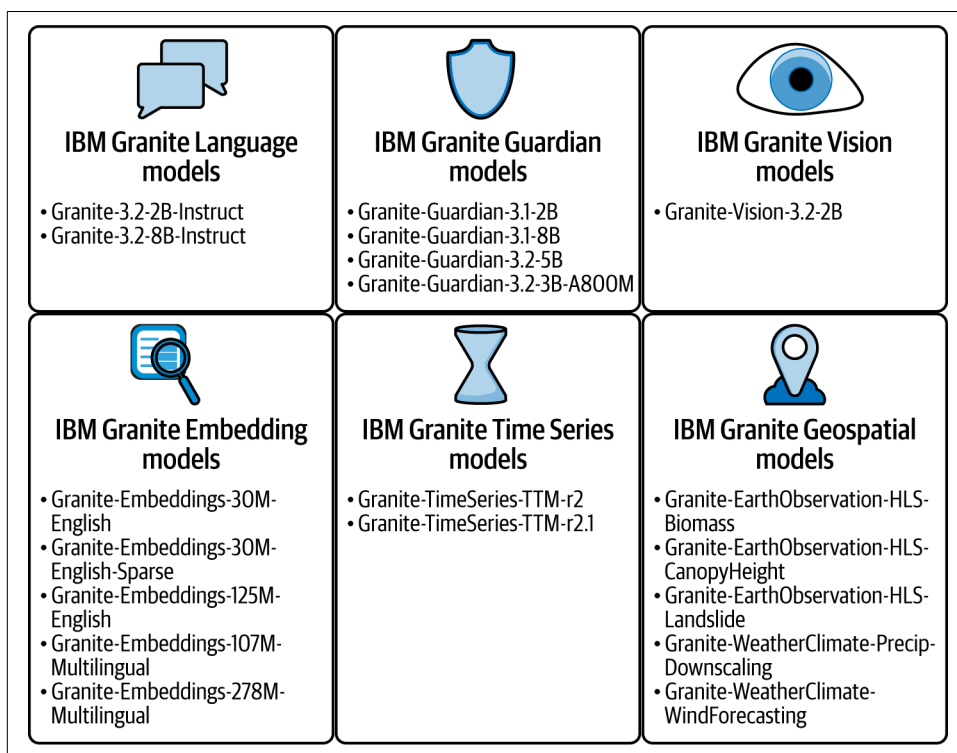 IBM Granite Language
models
• Granite-3.2-2B-Instruct
• Granite-3.2-8B-Instruct
IBM Granite Guardian
models
• Granite-Guardian-3.1-2B
• Granite-Guardian-3.1-8B
• Granite-Guardian-3.2-5B
• Granite-Guardian-3.2-3B-A800M
IBM Granite Vision
models
• Granite-Vision-3.2-2B
IBM Granite Embedding
models
• Granite-Embeddings-30M-
English
• Granite-Embeddings-30M-
English-Sparse
• Granite-Embeddings-125M-
English
• Granite-Embeddings-107M-
Multilingual
• Granite-Embeddings-278M-
Multilingual
IBM Granite Time Series
models
• Granite-TimeSeries-TTM-r2
• Granite-TimeSeries-TTM-r2.1
IBM Granite Geospatial
models
• Granite-EarthObservation-HLS-
Biomass
• Granite-EarthObservation-HLS-
CanopyHeight
• Granite-EarthObservation-HLS-
Landslide
• Granite-WeatherClimate-Precip-
Downscaling
• Granite-WeatherClimate-
WindForecasting